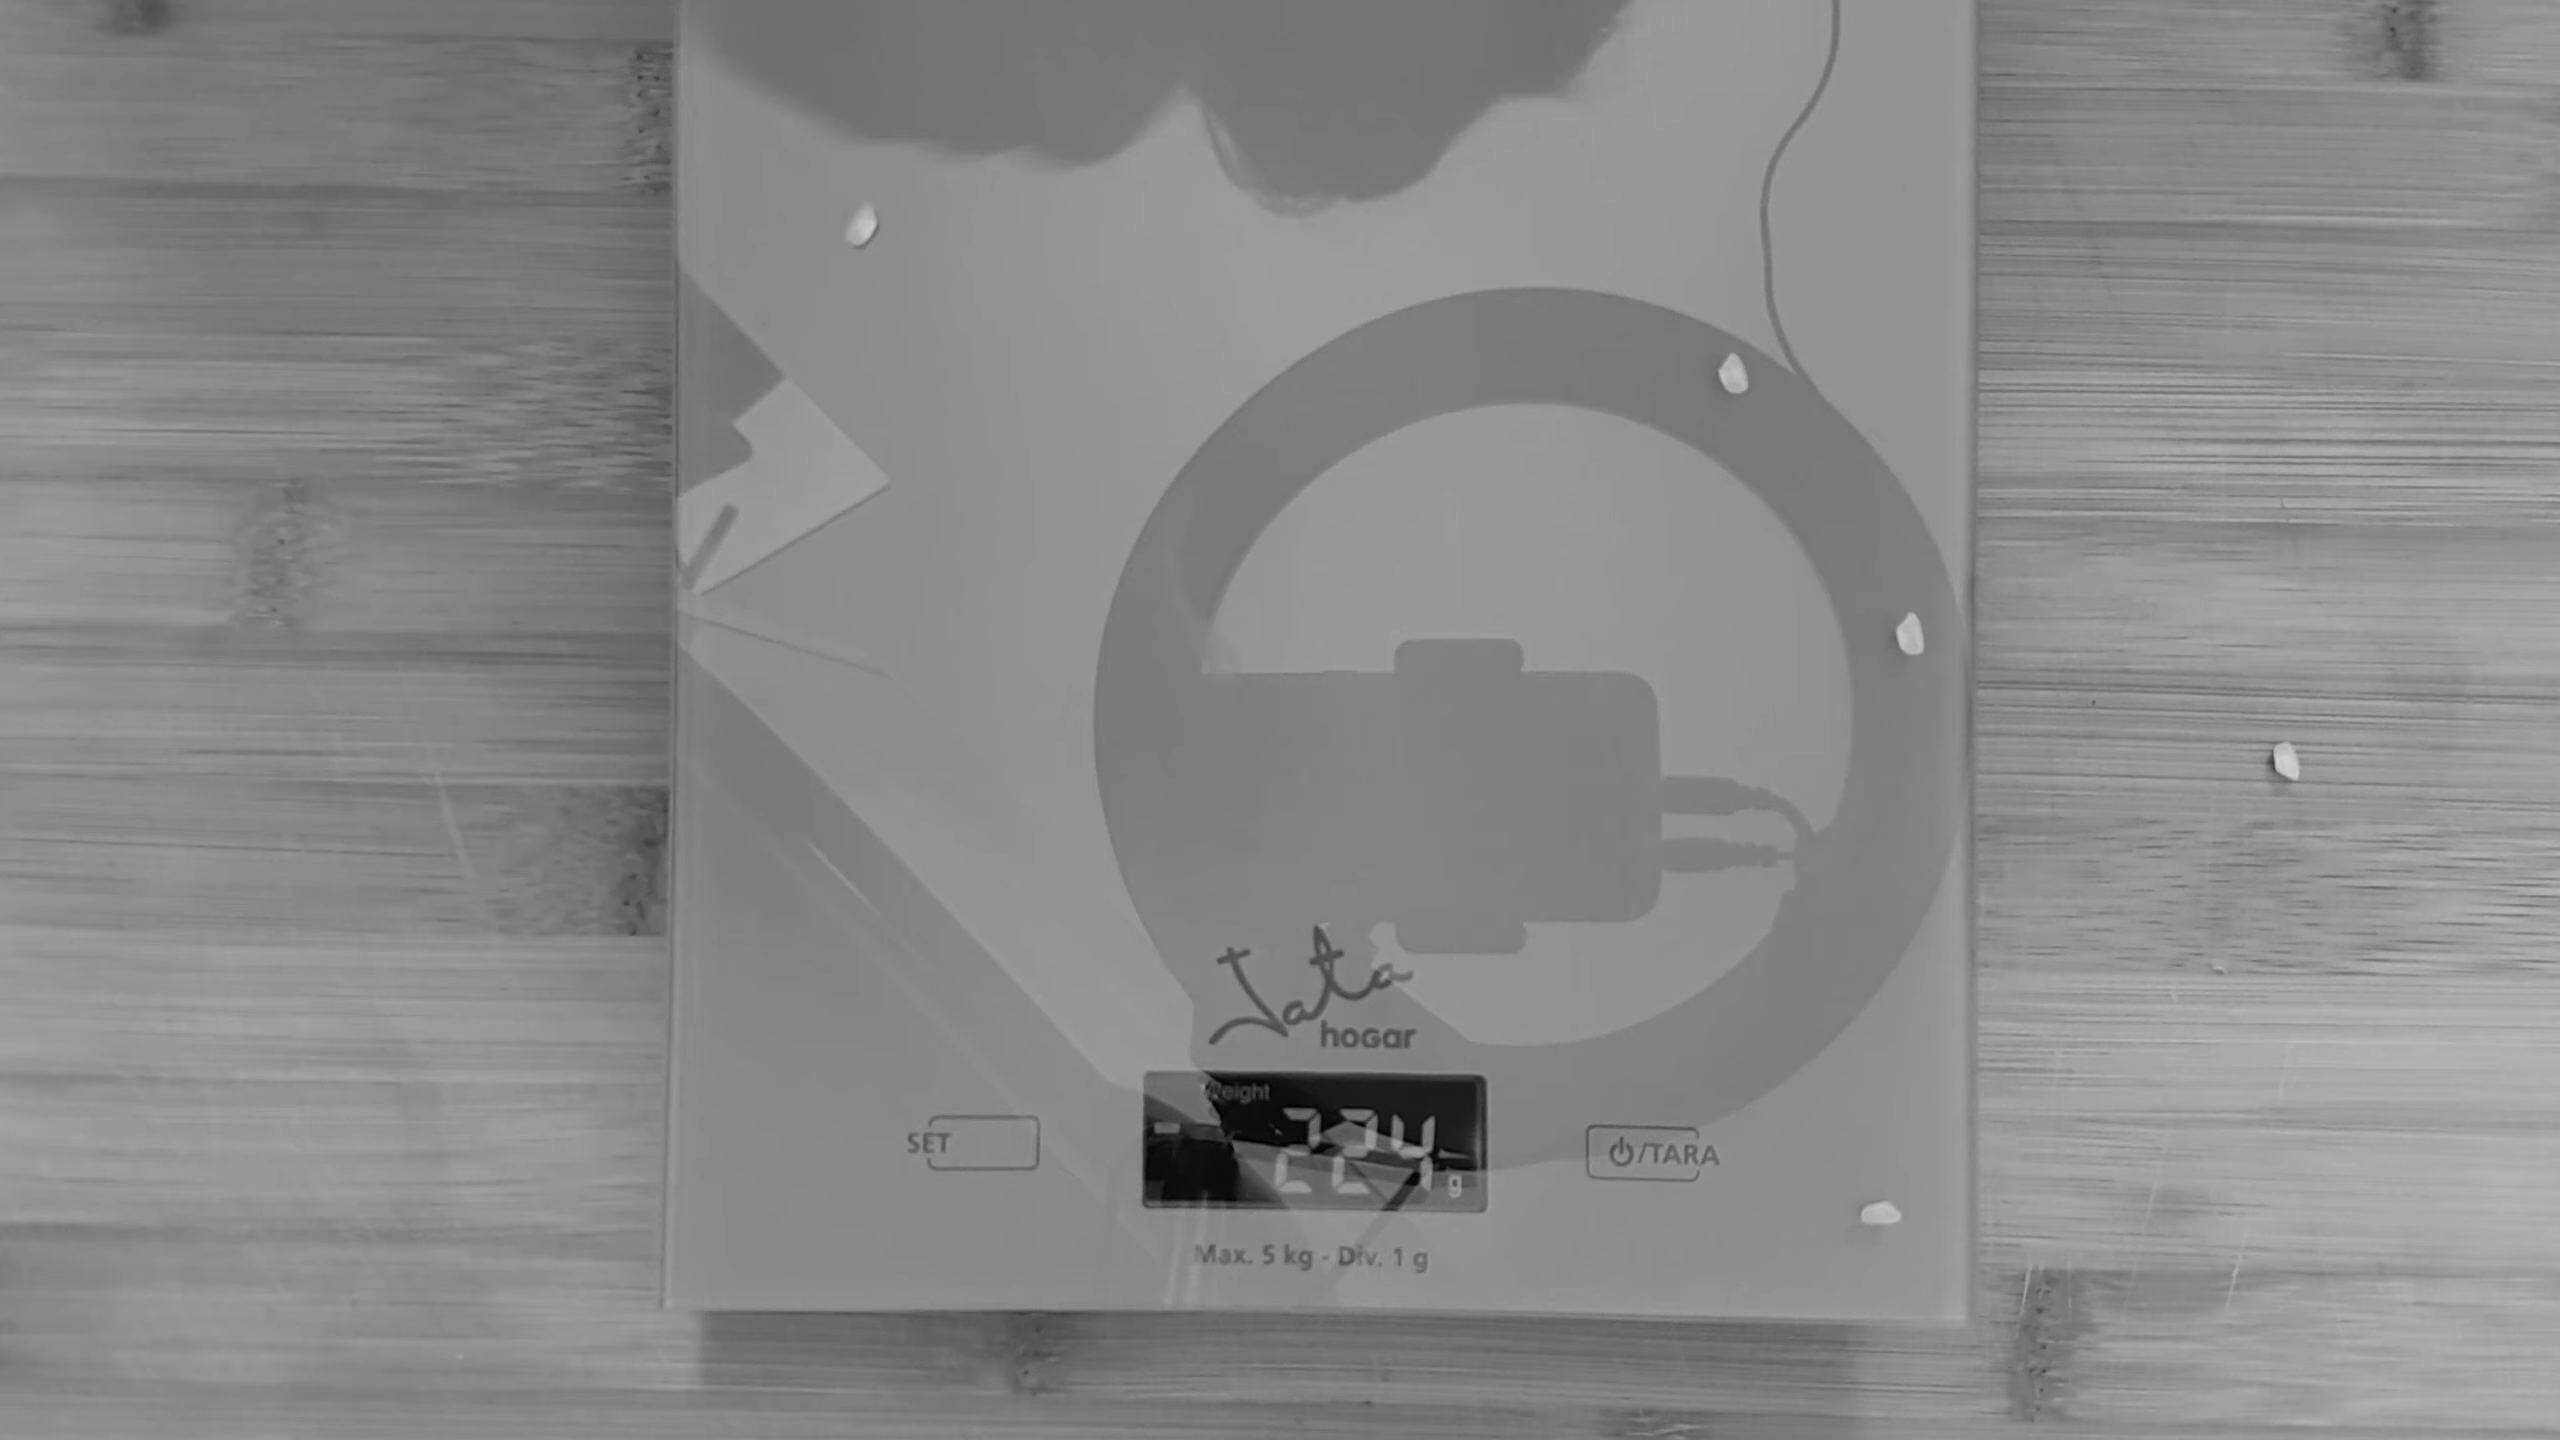 Jata
hogar
Weight
-224 g
SET
/TARA
Max. 5 kg - Div. 1 g